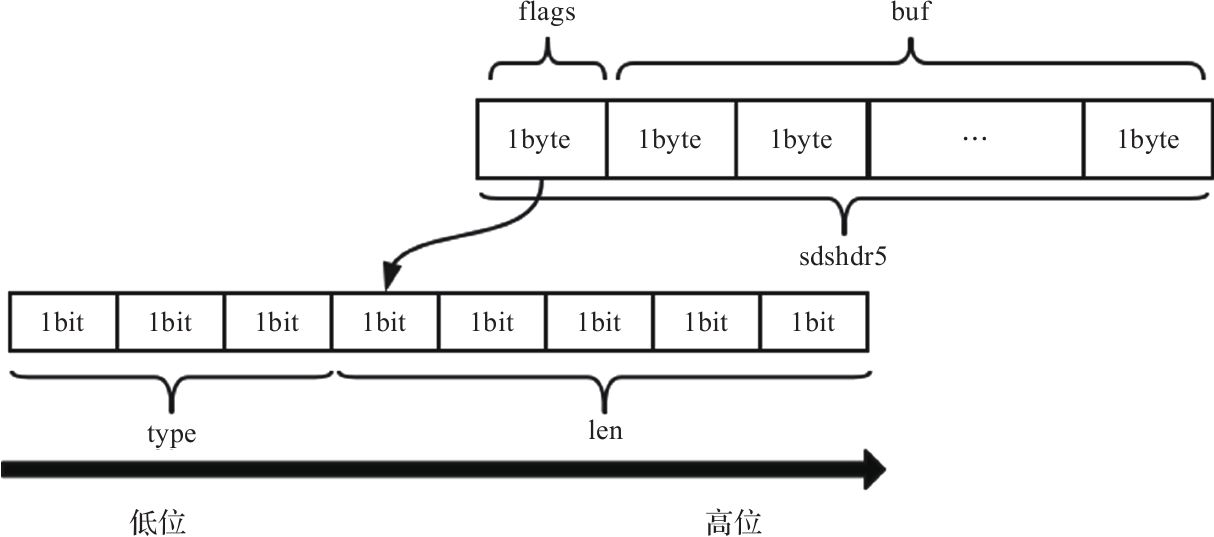 flags buf
1byte 1byte 1byte … 1byte
sdshdr5
1bit 1bit 1bit 1bit 1bit 1bit 1bit 1bit
type len
低位 高位